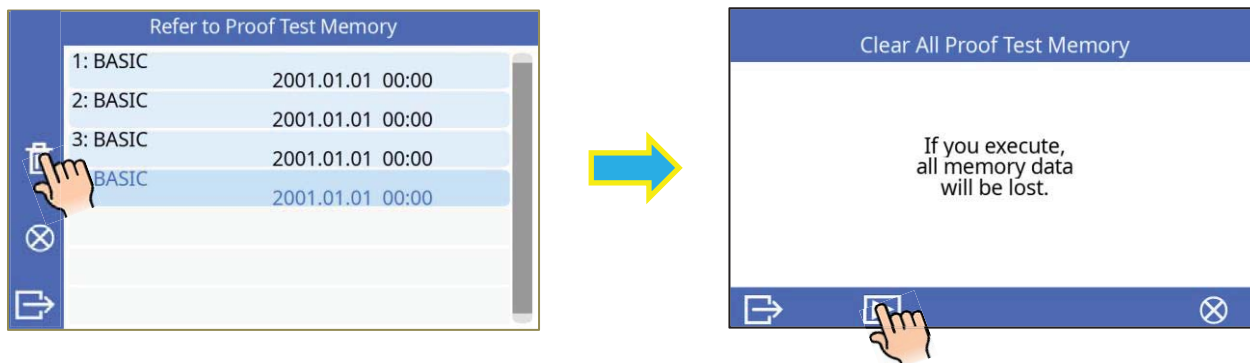 Refer to Proof Test Memory
1: BASIC
2001.01.01 00:00
2: BASIC
2001.01.01 00:00
3: BASIC
2001.01.01 00:00
BASIC
2001.01.01 00:00
Clear All Proof Test Memory
If you execute,
all memory data
will be lost.